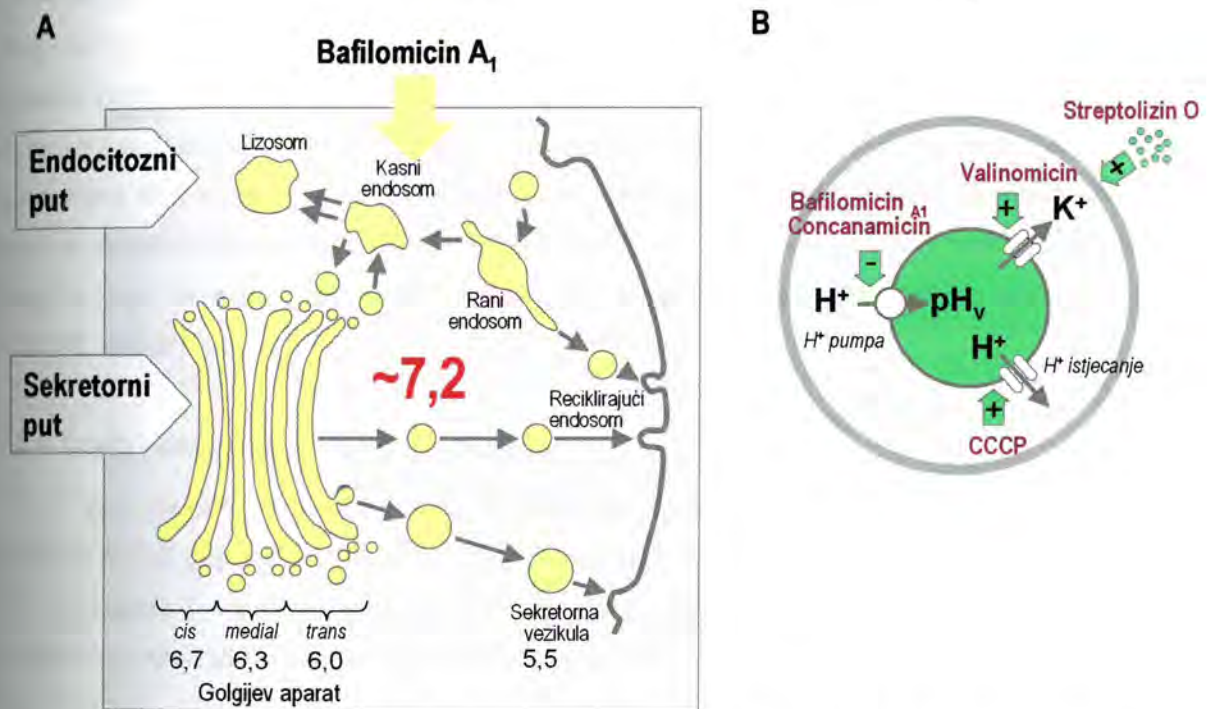 A
Bafilomicin A1
Endocitozni
put
Lizosom
Kasni
endosom
Rani
endosom
Sekretorni
put
~7,2
Reciklirajući
endosom
Sekretorna
vezikula
5,5
cis medial trans
6,7 6,3 6,0
Golgijev aparat
B
Streptolizin O
+
Valinomicin
+
K+
Bafilomicin A1
Concanamicin
-
H+
pHv
H+ pumpa
H+
H+ istjecanje
+
CCCP